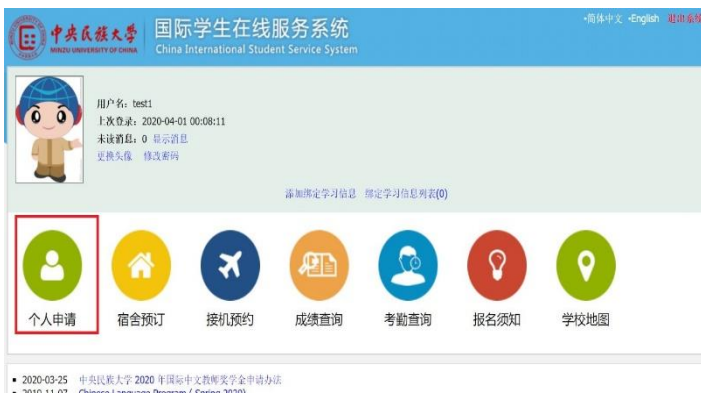 中央民族大学
MINZU UNIVERSITY OF CHINA
国际学生在线服务系统
China International Student Service System
•简体中文 •English 退出系统
用户名：test1
上次登录：2020-04-01 00:08:11
未读消息：0 显示消息
更换头像 修改密码
添加绑定学习信息 绑定学习信息列表(0)
个人申请 宿舍预订 接机预约 成绩查询 考勤查询 报名须知 学校地图
2020-03-25 中央民族大学 2020 年国际中文教师奖学金申请办法
2019-11-07 Chinese Language Program ( Spring 2020)